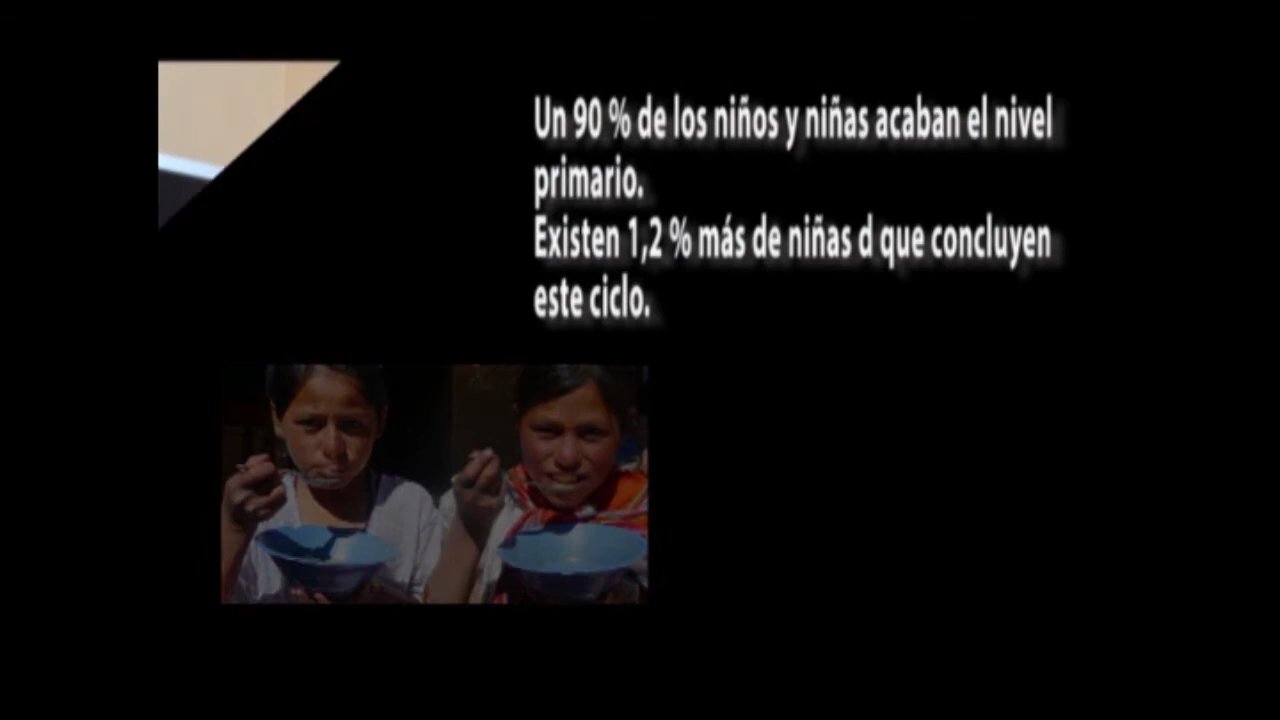 Un 90 % de los niños y niñas acaban el nivel
primario.
Existen 1,2 % más de niñas d que concluyen
este ciclo.